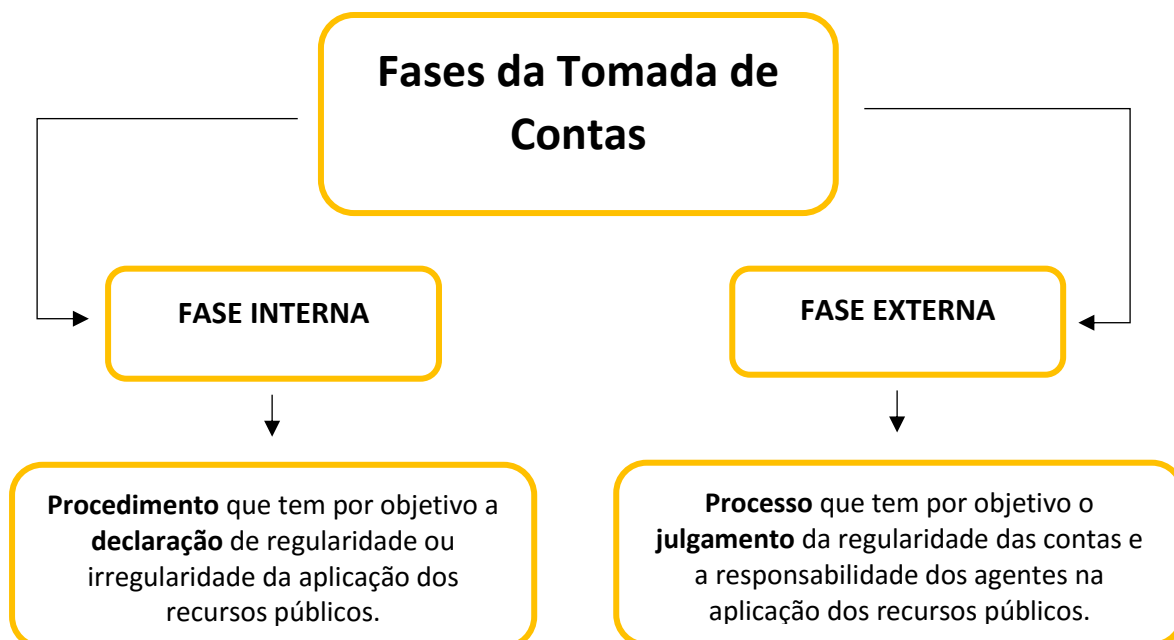 Fases da Tomada de
Contas
FASE INTERNA
FASE EXTERNA
Procedimento que tem por objetivo a
declaração de regularidade ou
irregularidade da aplicação dos
recursos públicos.
Processo que tem por objetivo o
julgamento da regularidade das contas e
a responsabilidade dos agentes na
aplicação dos recursos públicos.